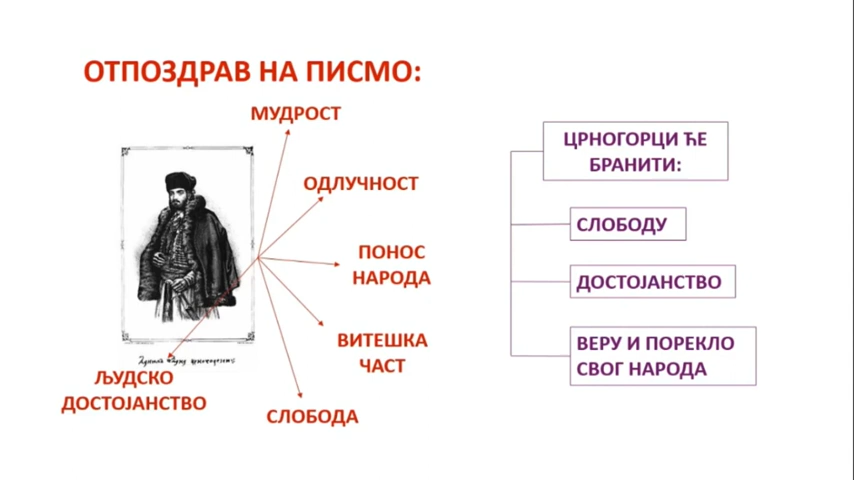 ОТПОЗДРАВ НА ПИСМО:
МУДРОСТ
ОДЛУЧНОСТ
ПОНОС
НАРОДА
ВИТЕШКА
ЧАСТ
СЛОБОДА
ЉУДСКО
ДОСТОЈАНСТВО
ЦРНОГОРЦИ ЋЕ
БРАНИТИ:
СЛОБОДУ
ДОСТОЈАНСТВО
ВЕРУ И ПОРЕКЛО
СВОГ НАРОДА